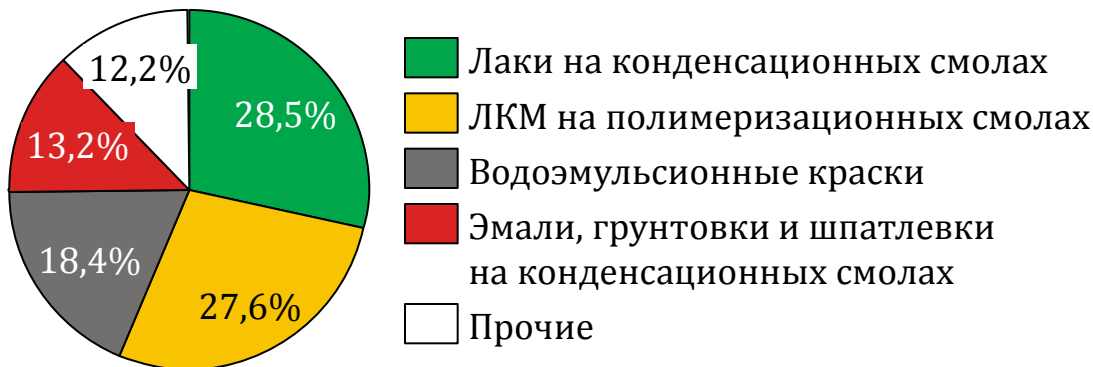 12,2%
28,5%
13,2%
18,4%
27,6%
Лаки на конденсационных смолах
ЛКМ на полимеризационных смолах
Водоэмульсионные краски
Эмали, грунтовки и шпатлевки
на конденсационных смолах
Прочие